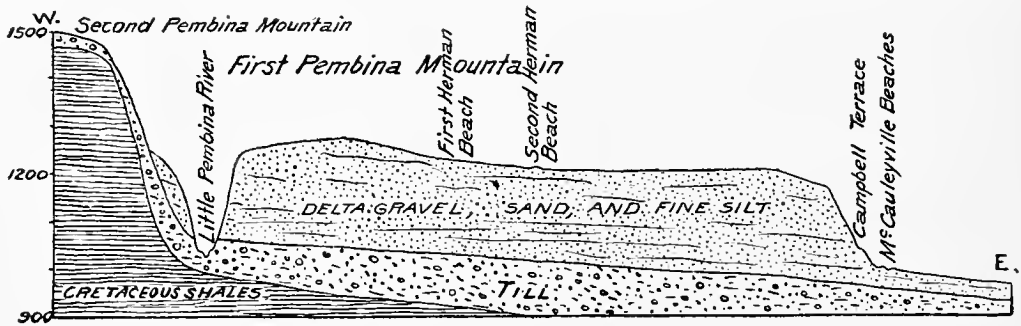 W.
1500
Second Pembina Mountain
First Pembina Mountain
Little Pembina River
First Herman
Beach
Second Herman
Beach
Campbell Terrace
McCauleyville Beaches
1200
DELTA GRAVEL, SAND, AND FINE SILT
E.
CRETACEOUS SHALES
TILL
900